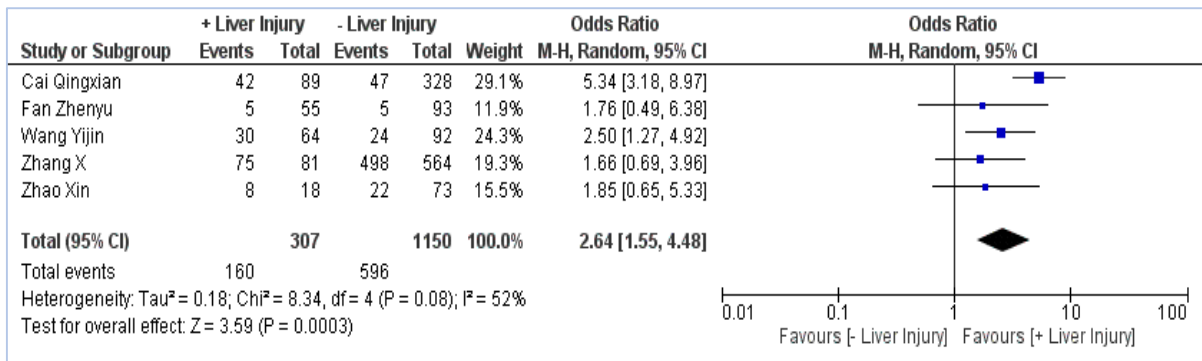 + Liver Injury - Liver Injury Odds Ratio Odds Ratio
Study or Subgroup Events Total Events Total Weight M-H, Random, 95% CI M-H, Random, 95% CI
Cai Qingxian 42 89 47 328 29.1% 5.34 [3.18, 8.97]
Fan Zhenyu 5 55 5 93 11.9% 1.76 [0.49, 6.38]
Wang Yijin 30 64 24 92 24.3% 2.50 [1.27, 4.92]
Zhang X 75 81 498 564 19.3% 1.66 [0.69, 3.96]
Zhao Xin 8 18 22 73 15.5% 1.85 [0.65, 5.33]
Total (95% CI) 307 1150 100.0% 2.64 [1.55, 4.48]
Total events 160 596
Heterogeneity: Tau² = 0.18; Chi² = 8.34, df = 4 (P = 0.08); I² = 52%
Test for overall effect: Z = 3.59 (P = 0.0003)
0.01 0.1 1 10 100
Favours [- Liver Injury] Favours [+ Liver Injury]